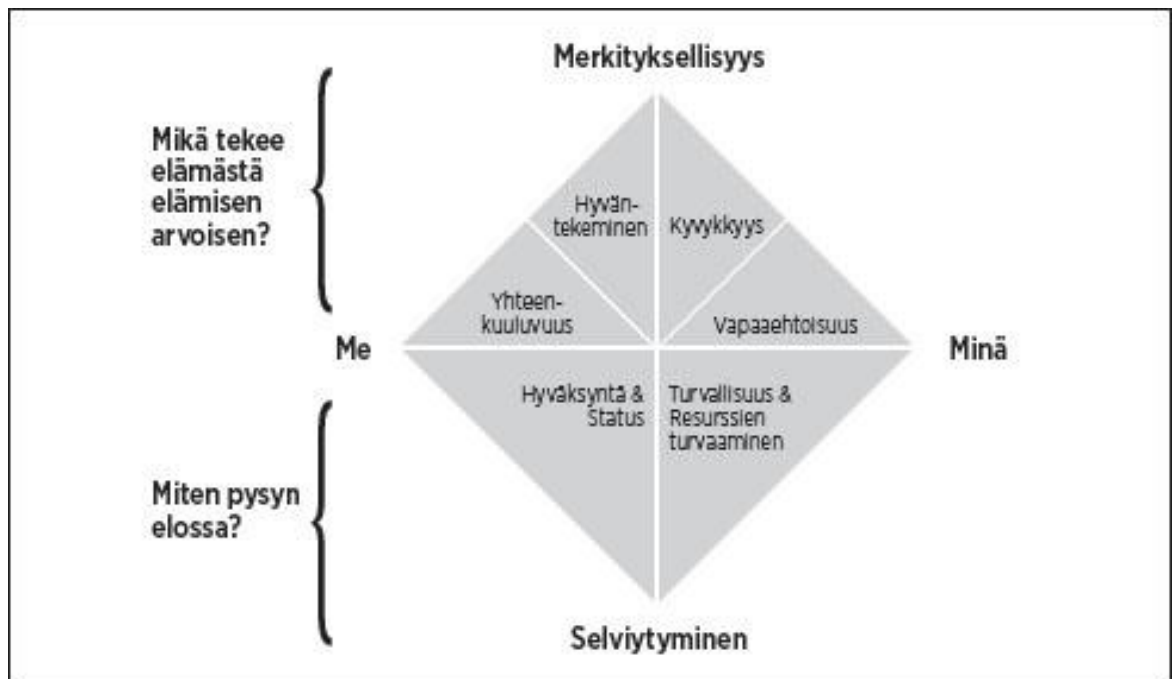 Merkityksellisyys
Mikä tekee
elämästä
elämisen
arvoisen?
Hyvän-
tekeminen
Kyvykkyys
Yhteen-
kuuluvuus
Vapaaehtoisuus
Me
Minä
Hyväksyntä &
Status
Turvallisuus &
Resurssien
turvaaminen
Miten pysyn
elossa?
Selviytyminen